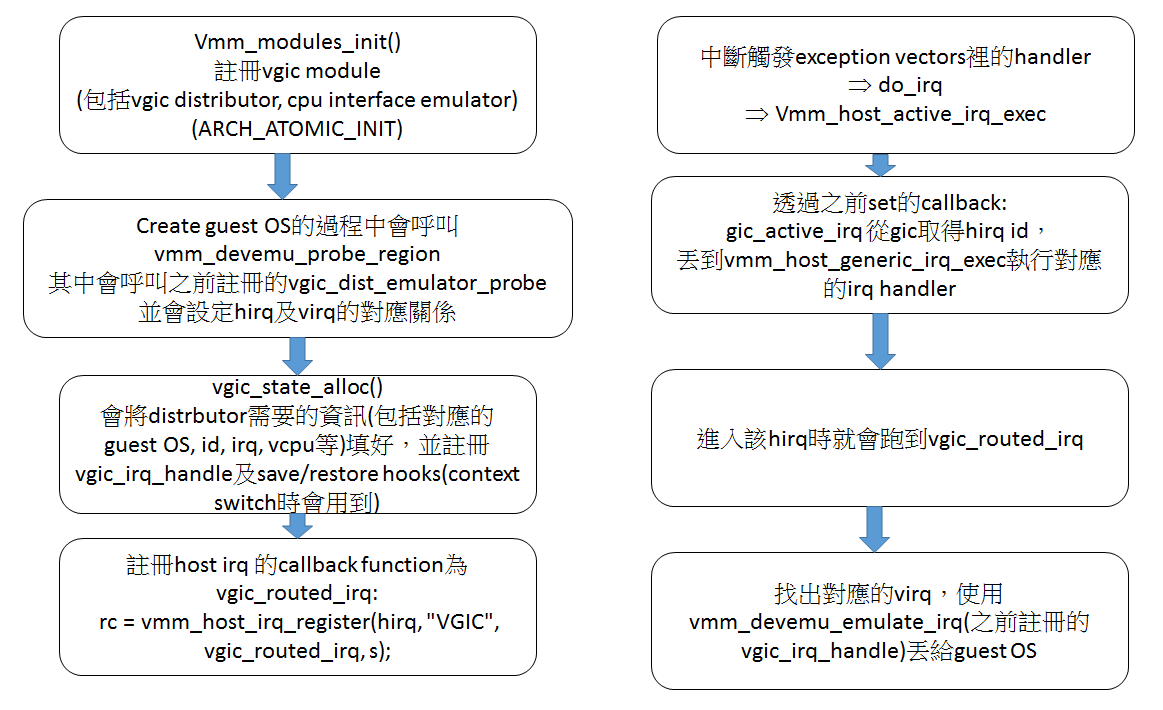 Vmm_modules_init()
註冊vgic module
(包括vgic distributor, cpu interface emulator)
(ARCH_ATOMIC_INIT)
Create guest OS的過程中會呼叫
vmm_devemu_probe_region
其中會呼叫之前註冊的vgic_dist_emulator_probe
並會設定hirq及virq的對應關係
vgic_state_alloc()
會將distrbutor需要的資訊(包括對應的
guest OS, id, irq, vcpu等)填好，並註冊
vgic_irq_handle及save/restore hooks(context
switch時會用到)
註冊host irq 的callback function為
vgic_routed_irq:
rc = vmm_host_irq_register(hirq, "VGIC",
vgic_routed_irq, s);
中斷觸發exception vectors裡的handler
⇒ do_irq
⇒ Vmm_host_active_irq_exec
透過之前set的callback:
gic_active_irq 從gic取得hirq id，
丟到vmm_host_generic_irq_exec執行對應
的irq handler
進入該hirq時就會跑到vgic_routed_irq
找出對應的virq，使用
vmm_devemu_emulate_irq(之前註冊的
vgic_irq_handle)丟給guest OS